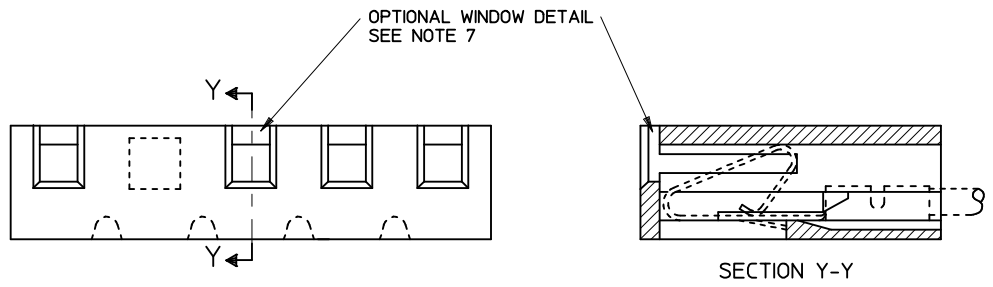 OPTIONAL WINDOW DETAIL
SEE NOTE 7
Y
Y
SECTION Y-Y